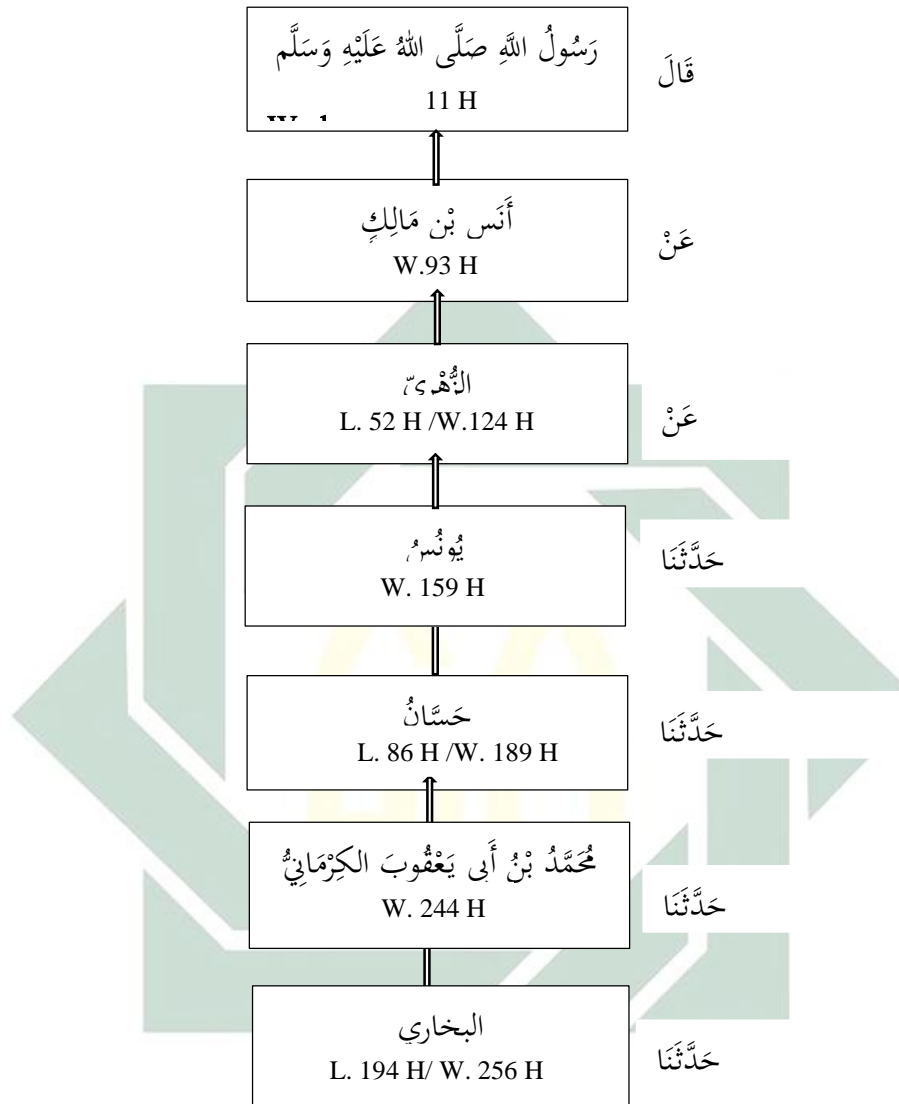 رَسُولُ اللَّهِ صَلَّى اللهُ عَلَيْهِ وَسَلَّم
11 H
قَالَ
أَنَس بْن مَالِكٍ
W.93 H
عَنْ
الزُّهْرِيّ
L. 52 H /W.124 H
عَنْ
يُونُسُ
W. 159 H
حَدَّثَنَا
حَسَّانُ
L. 86 H /W. 189 H
حَدَّثَنَا
مُحَمَّدُ بْنُ أَبِي يَعْقُوبَ الكِرْمَانِيُّ
W. 244 H
حَدَّثَنَا
البخاري
L. 194 H/ W. 256 H
حَدَّثَنَا